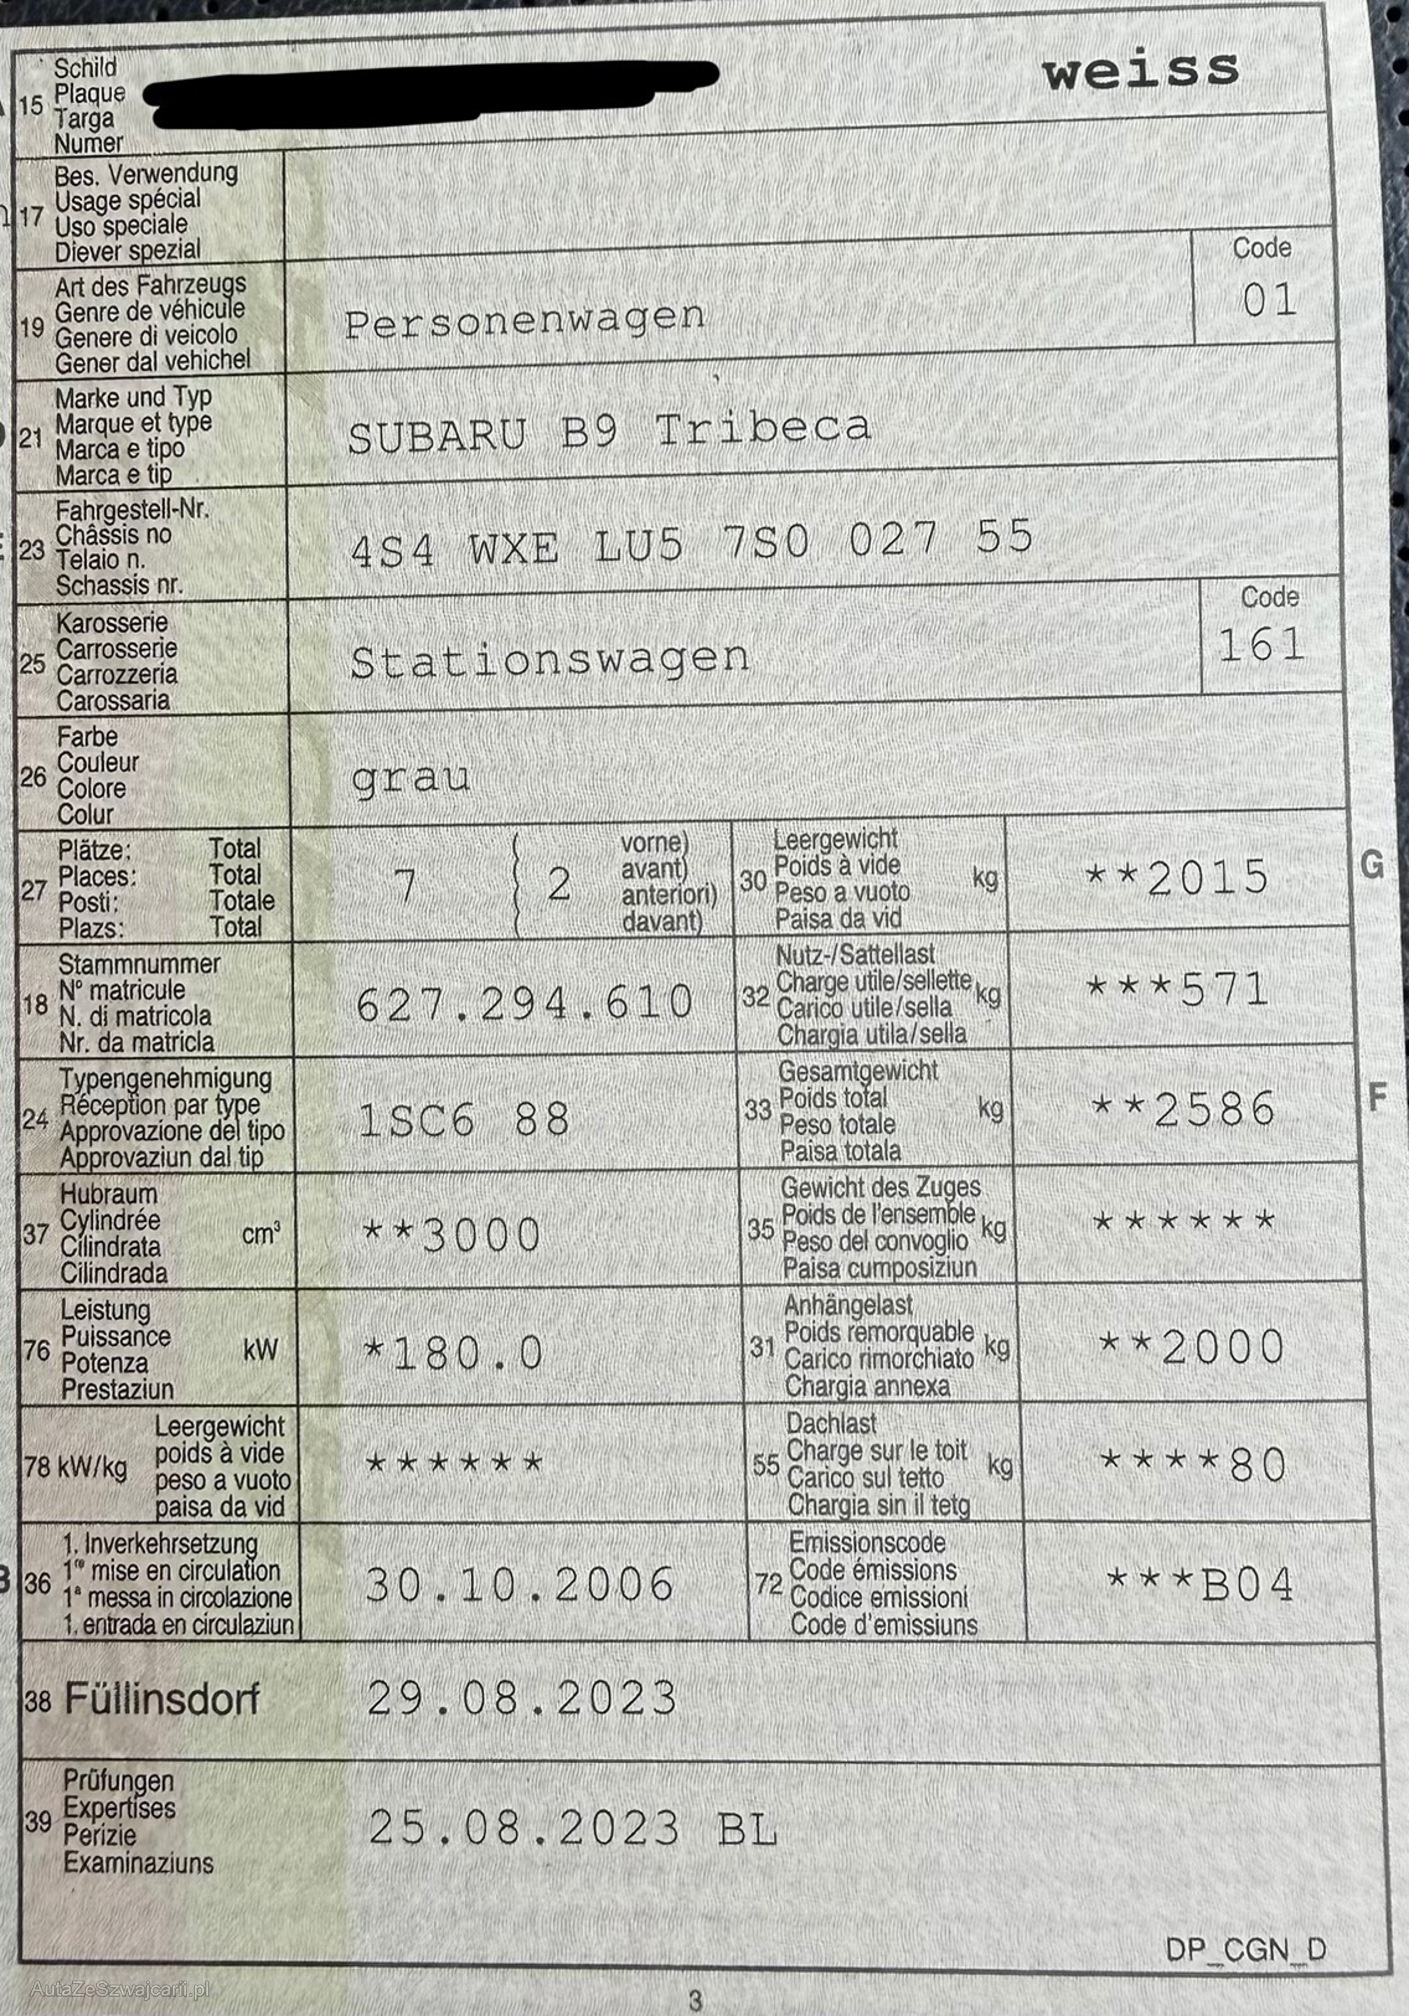 15 Schild
Plaque
Targa
Numer
weiss
17 Bes. Verwendung
Usage spécial
Uso speciale
Diever spezial
19 Art des Fahrzeugs
Genre de véhicule
Genere di veicolo
Gener dal vehichel
Personenwagen
Code
01
21 Marke und Typ
Marque et type
Marca e tipo
Marca e tip
SUBARU B9 Tribeca
23 Fahrgestell-Nr.
Châssis no
Telaio n.
Schassis nr.
4S4 WXE LU5 7S0 027 55
25 Karosserie
Carrosserie
Carrozzeria
Carossaria
Stationswagen
Code
161
26 Farbe
Couleur
Colore
Colur
grau
27 Plätze: Total
Places: Total
Posti: Totale
Plazs: Total
7 { 2
vorne)
avant)
anteriori)
davant)
30 Leergewicht
Poids à vide
Peso a vuoto
Paisa da vid
kg
**2015
G
18 Stammnummer
N° matricule
N. di matricola
Nr. da matricla
627.294.610
32 Nutz-/Sattellast
Charge utile/sellette
Carico utile/sella
Chargia utila/sella
kg
***571
24 Typengenehmigung
Réception par type
Approvazione del tipo
Approvaziun dal tip
1SC6 88
33 Gesamtgewicht
Poids total
Peso totale
Paisa totala
kg
**2586
F
37 Hubraum
Cylindrée
Cilindrata
Cilindrada
cm³
**3000
35 Gewicht des Zuges
Poids de l'ensemble
Peso del convoglio
Paisa cumposiziun
kg
******
76 Leistung
Puissance
Potenza
Prestaziun
kW
*180.0
31 Anhängelast
Poids remorquable
Carico rimorchiato
Chargia annexa
kg
**2000
78 kW/kg
Leergewicht
poids à vide
peso a vuoto
paisa da vid
******
55 Dachlast
Charge sur le toit
Carico sul tetto
Chargia sin il tetg
kg
****80
36 1. Inverkehrsetzung
1re mise en circulation
1a messa in circolazione
1. entrada en circulaziun
30.10.2006
72 Emissionscode
Code émissions
Codice emissioni
Code d'emissiuns
***B04
38 Füllinsdorf
29.08.2023
39 Prüfungen
Expertises
Perizie
Examinaziuns
25.08.2023 BL
DP_CGN_D
AutaZeSzwajcarii.pl
3